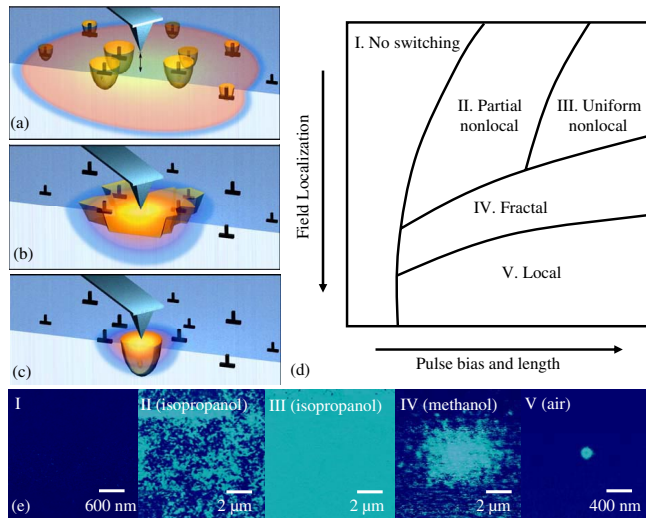 (a)
(b)
(c)
Field Localization
I. No switching
II. Partial
nonlocal
III. Uniform
nonlocal
IV. Fractal
V. Local
(d)
Pulse bias and length
I
II (isopropanol)
III (isopropanol)
IV (methanol)
V (air)
(e)
600 nm
2 μm
2 μm
2 μm
400 nm